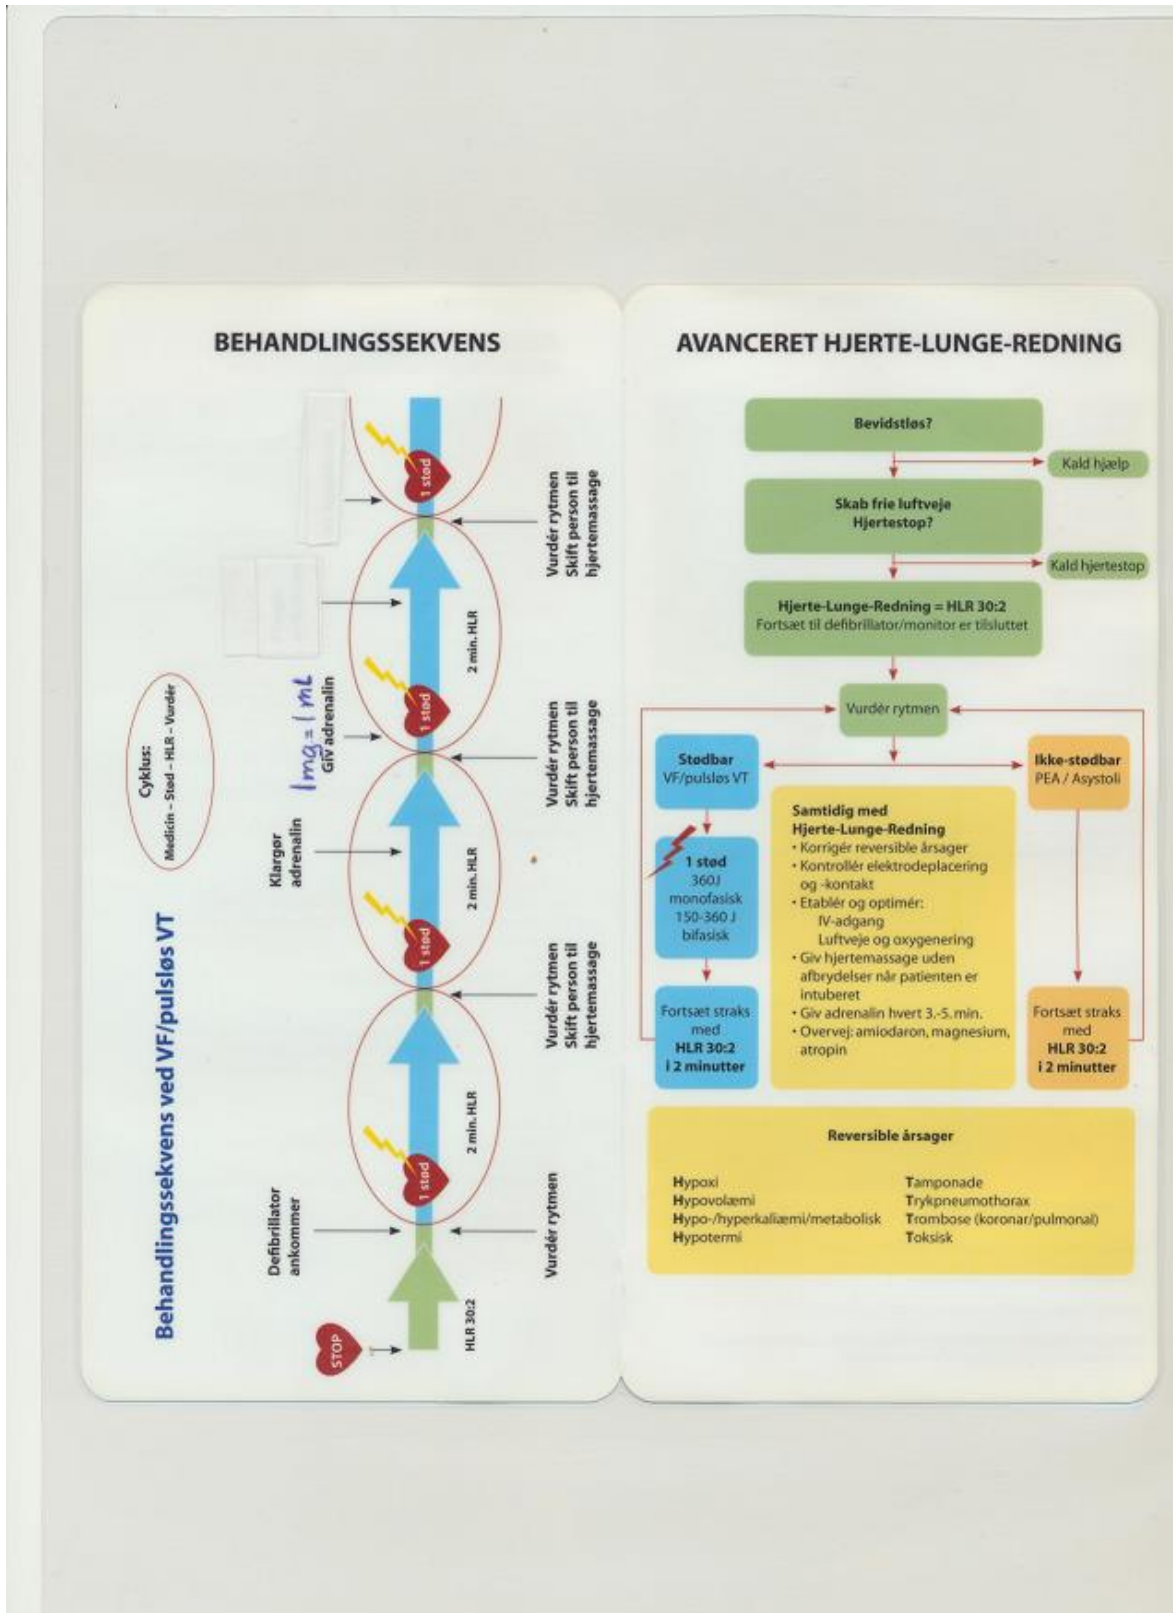 BEHANDLINGSSEKVENS
Behandlingssekvens ved VF/pulsløs VT
Cyklus:
Medicin – Stød – HLR – Vurdér
STOP
HLR 30:2
Defibrillator
ankommer
Vurdér rytmen
1 stød
2 min. HLR
Vurdér rytmen
Skift person til
hjertemassage
1 stød
Klargør
adrenalin
2 min. HLR
Vurdér rytmen
Skift person til
hjertemassage
1mg = 1 mL
Giv adrenalin
1 stød
2 min. HLR
Vurdér rytmen
Skift person til
hjertemassage
1 stød
AVANCERET HJERTE-LUNGE-REDNING
Bevidstløs?
Kald hjælp
Skab frie luftveje
Hjertestop?
Kald hjertestop
Hjerte-Lunge-Redning = HLR 30:2
Fortsæt til defibrillator/monitor er tilsluttet
Vurdér rytmen
Stødbar
VF/pulsløs VT
1 stød
360J
monofasisk
150-360 J
bifasisk
Fortsæt straks
med
HLR 30:2
i 2 minutter
Samtidig med
Hjerte-Lunge-Redning
• Korrigér reversible årsager
• Kontrollér elektrodeplacering
og -kontakt
• Etablér og optimér:
IV-adgang
Luftveje og oxygenering
• Giv hjertemassage uden
afbrydelser når patienten er
intuberet
• Giv adrenalin hvert 3.-5. min.
• Overvej: amiodaron, magnesium,
atropin
Ikke-stødbar
PEA / Asystoli
Fortsæt straks
med
HLR 30:2
i 2 minutter
Reversible årsager
Hypoxi
Hypovolæmi
Hypo-/hyperkaliæmi/metabolisk
Hypotermi
Tamponade
Trykpneumothorax
Trombose (koronar/pulmonal)
Toksisk